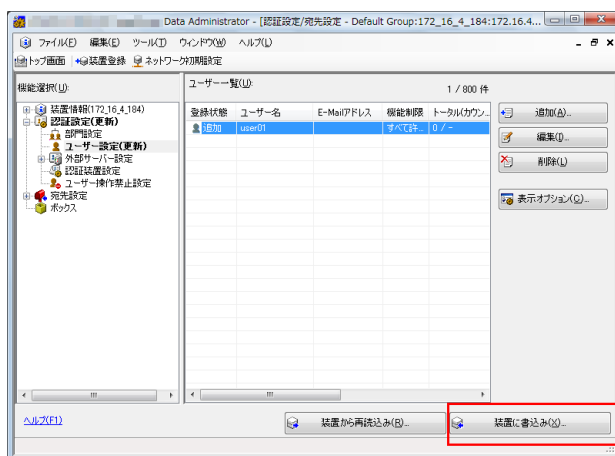 Data Administrator - [認証設定/宛先設定 - Default Group:172_16_4_184:172.16.4...
ファイル(F) 編集(E) ツール(T) ウィンドウ(W) ヘルプ(L)
トップ画面 装置登録 ネットワーク初期設定
機能選択(U):
装置情報(172_16_4_184)
認証設定(更新)
部門設定
ユーザー設定(更新)
外部サーバー設定
認証装置設定
ユーザー操作禁止設定
宛先設定
ボックス
ユーザー一覧(U):
1 / 800 件
登録状態 ユーザー名 E-Mailアドレス 機能制限 トータル(カウン...
追加 user01 すべて許... 0 / -
追加(A)...
編集(I)...
削除(L)
表示オプション(C)...
ヘルプ(F1)
装置から再読込み(R)...
装置に書込み(X)...